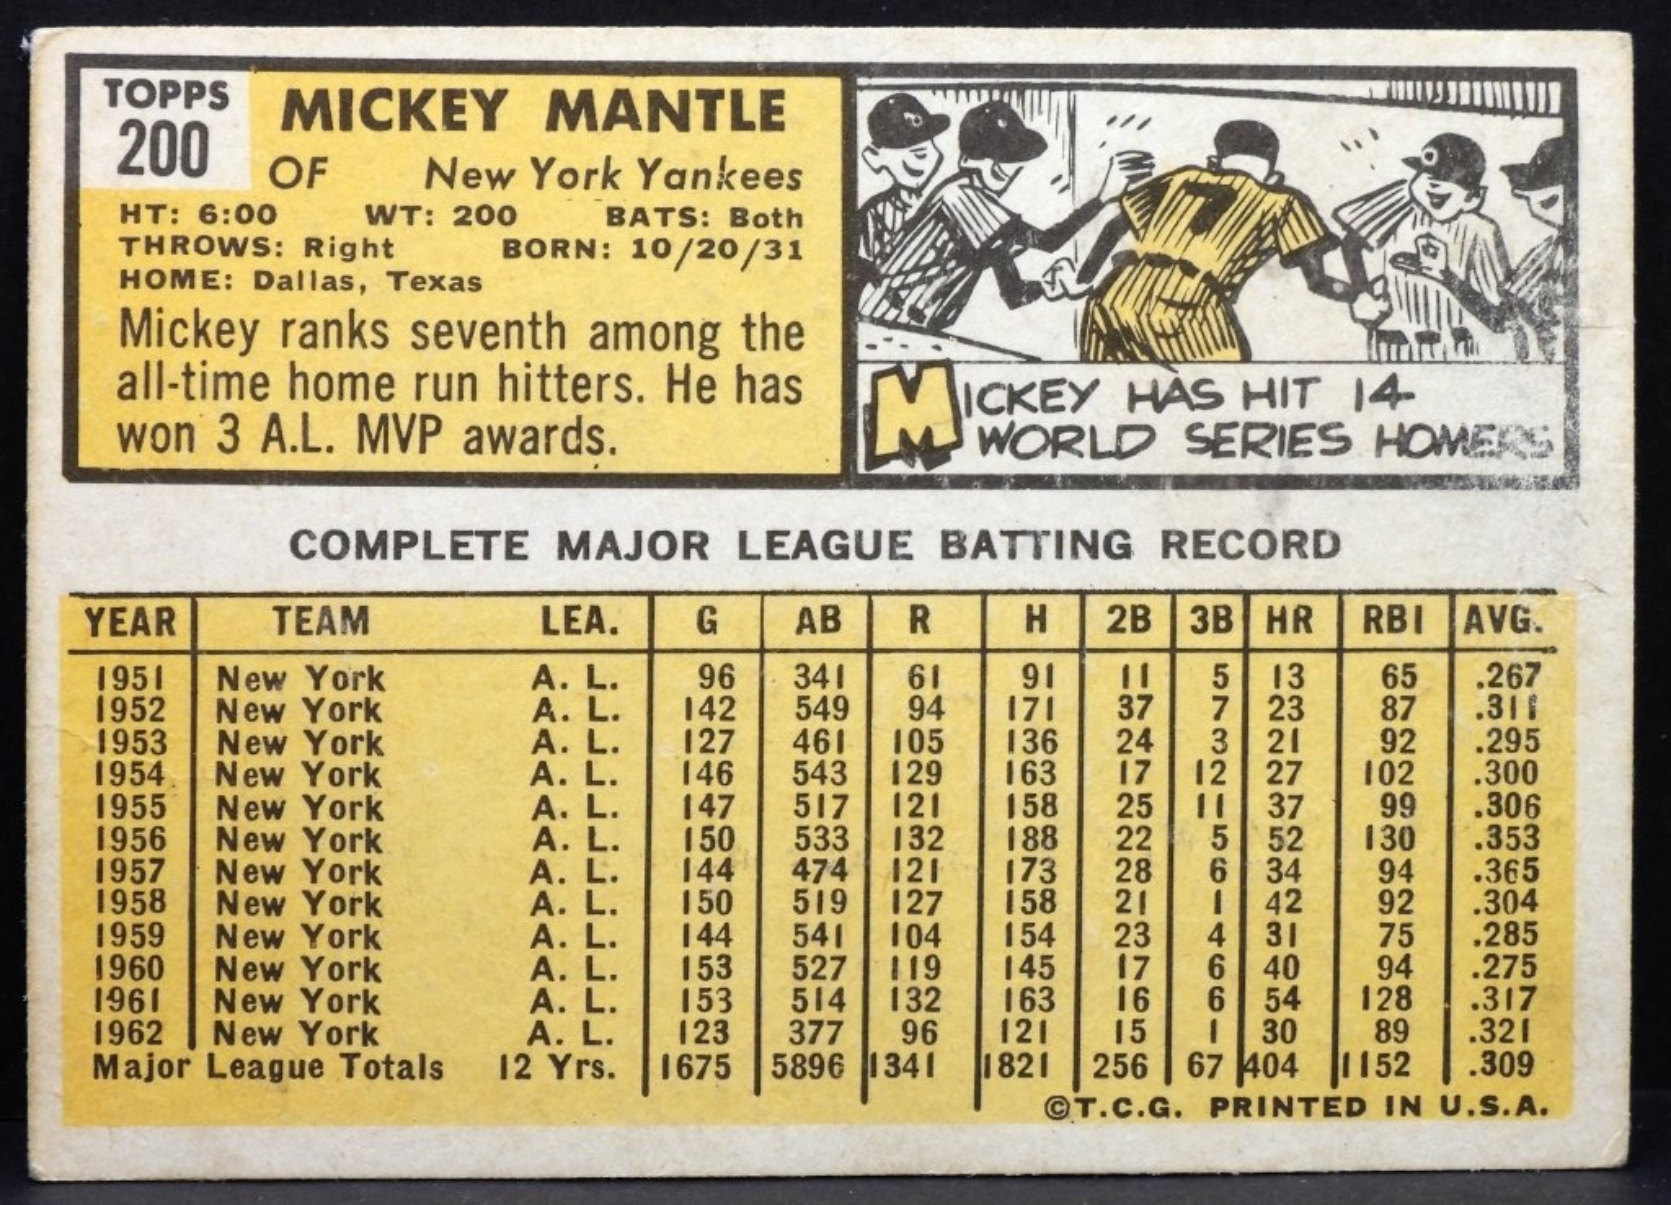 TOPPS
200
MICKEY MANTLE
OF New York Yankees
HT: 6:00 WT: 200 BATS: Both
THROWS: Right BORN: 10/20/31
HOME: Dallas, Texas
Mickey ranks seventh among the
all-time home run hitters. He has
won 3 A.L. MVP awards.
7
MICKEY HAS HIT 14
WORLD SERIES HOMERS
COMPLETE MAJOR LEAGUE BATTING RECORD
YEAR TEAM LEA. G AB R H 2B 3B HR RBI AVG.
1951 New York A. L. 96 341 61 91 11 5 13 65 .267
1952 New York A. L. 142 549 94 171 37 7 23 87 .311
1953 New York A. L. 127 461 105 136 24 3 21 92 .295
1954 New York A. L. 146 543 129 163 17 12 27 102 .300
1955 New York A. L. 147 517 121 158 25 11 37 99 .306
1956 New York A. L. 150 533 132 188 22 5 52 130 .353
1957 New York A. L. 144 474 121 173 28 6 34 94 .365
1958 New York A. L. 150 519 127 158 21 1 42 92 .304
1959 New York A. L. 144 541 104 154 23 4 31 75 .285
1960 New York A. L. 153 527 119 145 17 6 40 94 .275
1961 New York A. L. 153 514 132 163 16 6 54 128 .317
1962 New York A. L. 123 377 96 121 15 1 30 89 .321
Major League Totals 12 Yrs. 1675 5896 1341 1821 256 67 404 1152 .309
©T.C.G. PRINTED IN U.S.A.